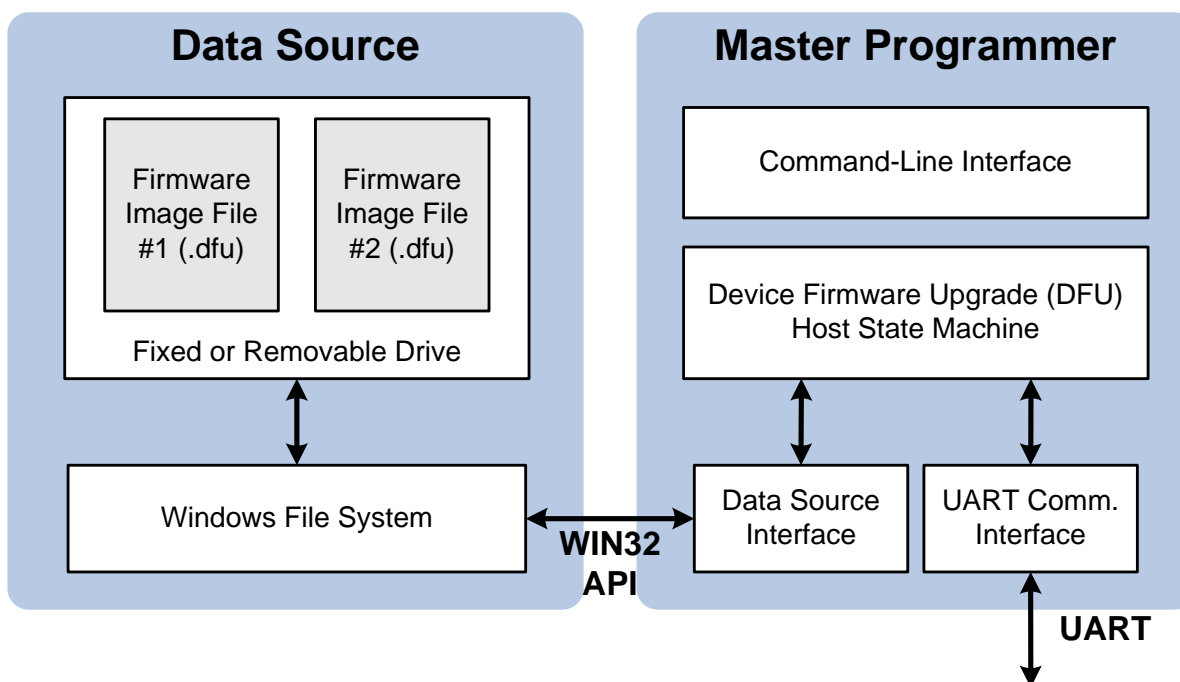 Data Source
Firmware
Image File
#1 (.dfu)
Firmware
Image File
#2 (.dfu)
Fixed or Removable Drive
Windows File System
WIN32
API
Master Programmer
Command-Line Interface
Device Firmware Upgrade (DFU)
Host State Machine
Data Source
Interface
UART Comm.
Interface
UART